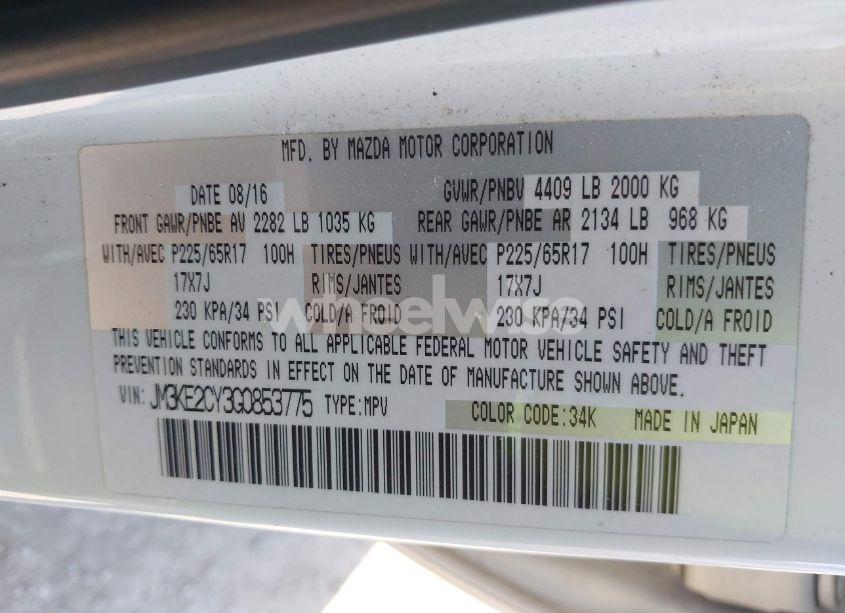 MFD. BY MAZDA MOTOR CORPORATION
DATE 08/16 GVWR/PNBV 4409 LB 2000 KG
FRONT GAWR/PNBE AV 2282 LB 1035 KG REAR GAWR/PNBE AR 2134 LB 968 KG
WITH/AVEC P225/65R17 100H TIRES/PNEUS WITH/AVEC P225/65R17 100H TIRES/PNEUS
17X7J RIMS/JANTES 17X7J RIMS/JANTES
230 KPA/34 PSI COLD/A FROID 230 KPA/34 PSI COLD/A FROID
wheelwise
THIS VEHICLE CONFORMS TO ALL APPLICABLE FEDERAL MOTOR VEHICLE SAFETY AND THEFT
PREVENTION STANDARDS IN EFFECT ON THE DATE OF MANUFACTURE SHOWN ABOVE.
VIN: JM3KE2CY3G0853775 TYPE:MPV COLOR CODE:34K MADE IN JAPAN